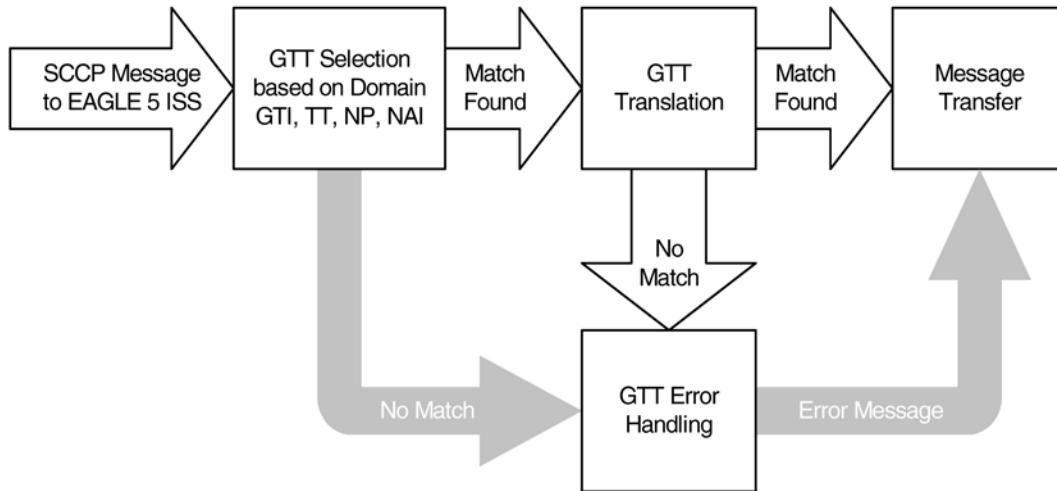 SCCP Message
to EAGLE 5 ISS
GTT Selection
based on Domain
GTI, TT, NP, NAI
Match
Found
GTT
Translation
Match
Found
Message
Transfer
No
Match
No Match
GTT Error
Handling
Error Message